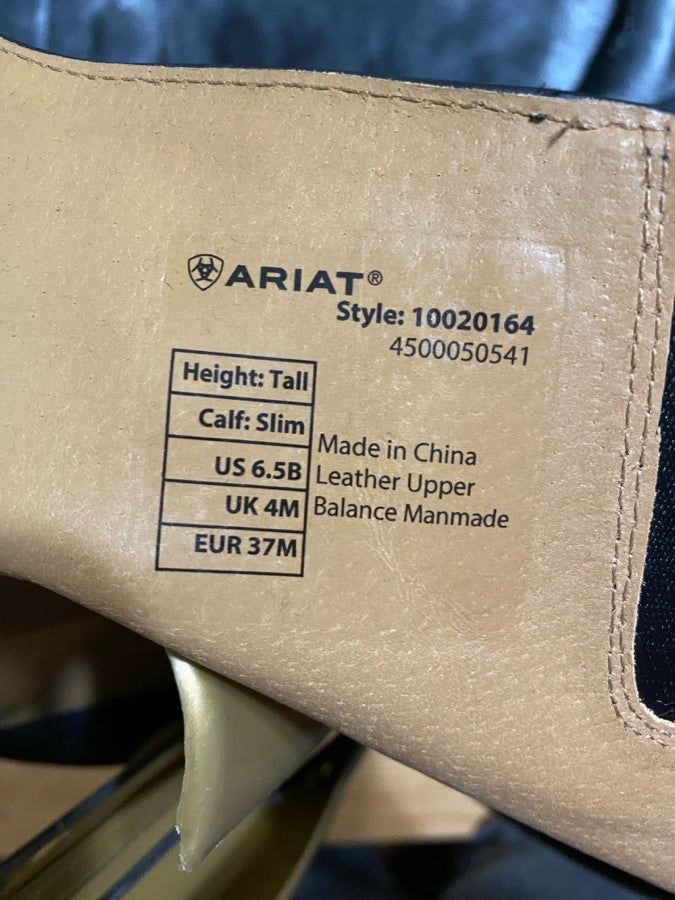 ARIAT®
Style: 10020164
4500050541
Height: Tall
Calf: Slim
US 6.5B
UK 4M
EUR 37M
Made in China
Leather Upper
Balance Manmade